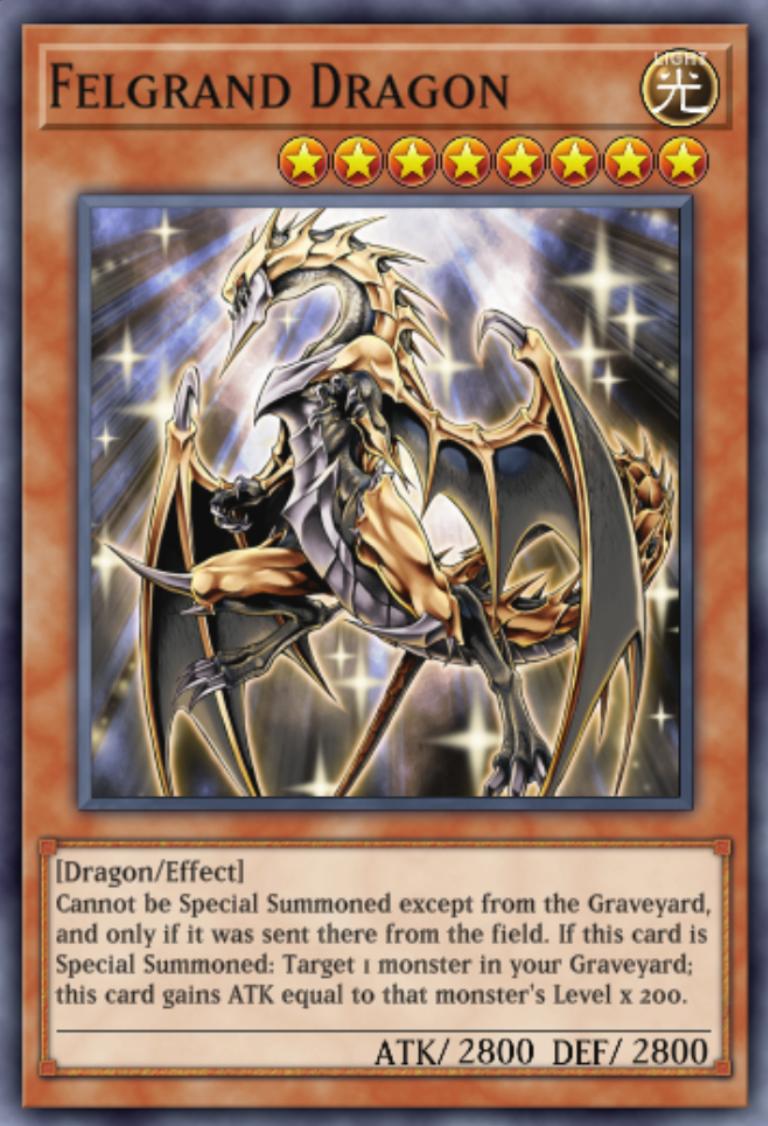 Felgrand Dragon
LIGHT
光
[Dragon/Effect]
Cannot be Special Summoned except from the Graveyard,
and only if it was sent there from the field. If this card is
Special Summoned: Target 1 monster in your Graveyard;
this card gains ATK equal to that monster's Level x 200.
ATK/ 2800 DEF/ 2800